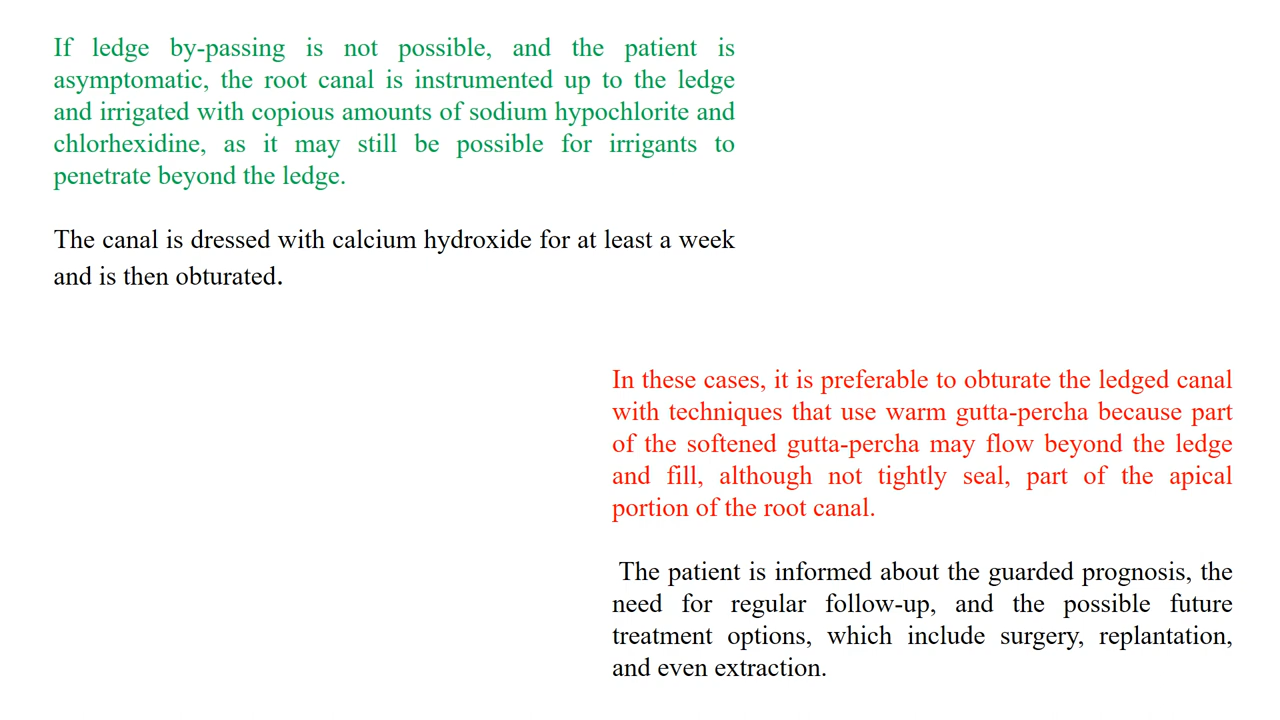 If ledge by-passing is not possible, and the patient is
asymptomatic, the root canal is instrumented up to the ledge
and irrigated with copious amounts of sodium hypochlorite and
chlorhexidine, as it may still be possible for irrigants to
penetrate beyond the ledge.
The canal is dressed with calcium hydroxide for at least a week
and is then obturated.
In these cases, it is preferable to obturate the ledged canal
with techniques that use warm gutta-percha because part
of the softened gutta-percha may flow beyond the ledge
and fill, although not tightly seal, part of the apical
portion of the root canal.
The patient is informed about the guarded prognosis, the
need for regular follow-up, and the possible future
treatment options, which include surgery, replantation,
and even extraction.